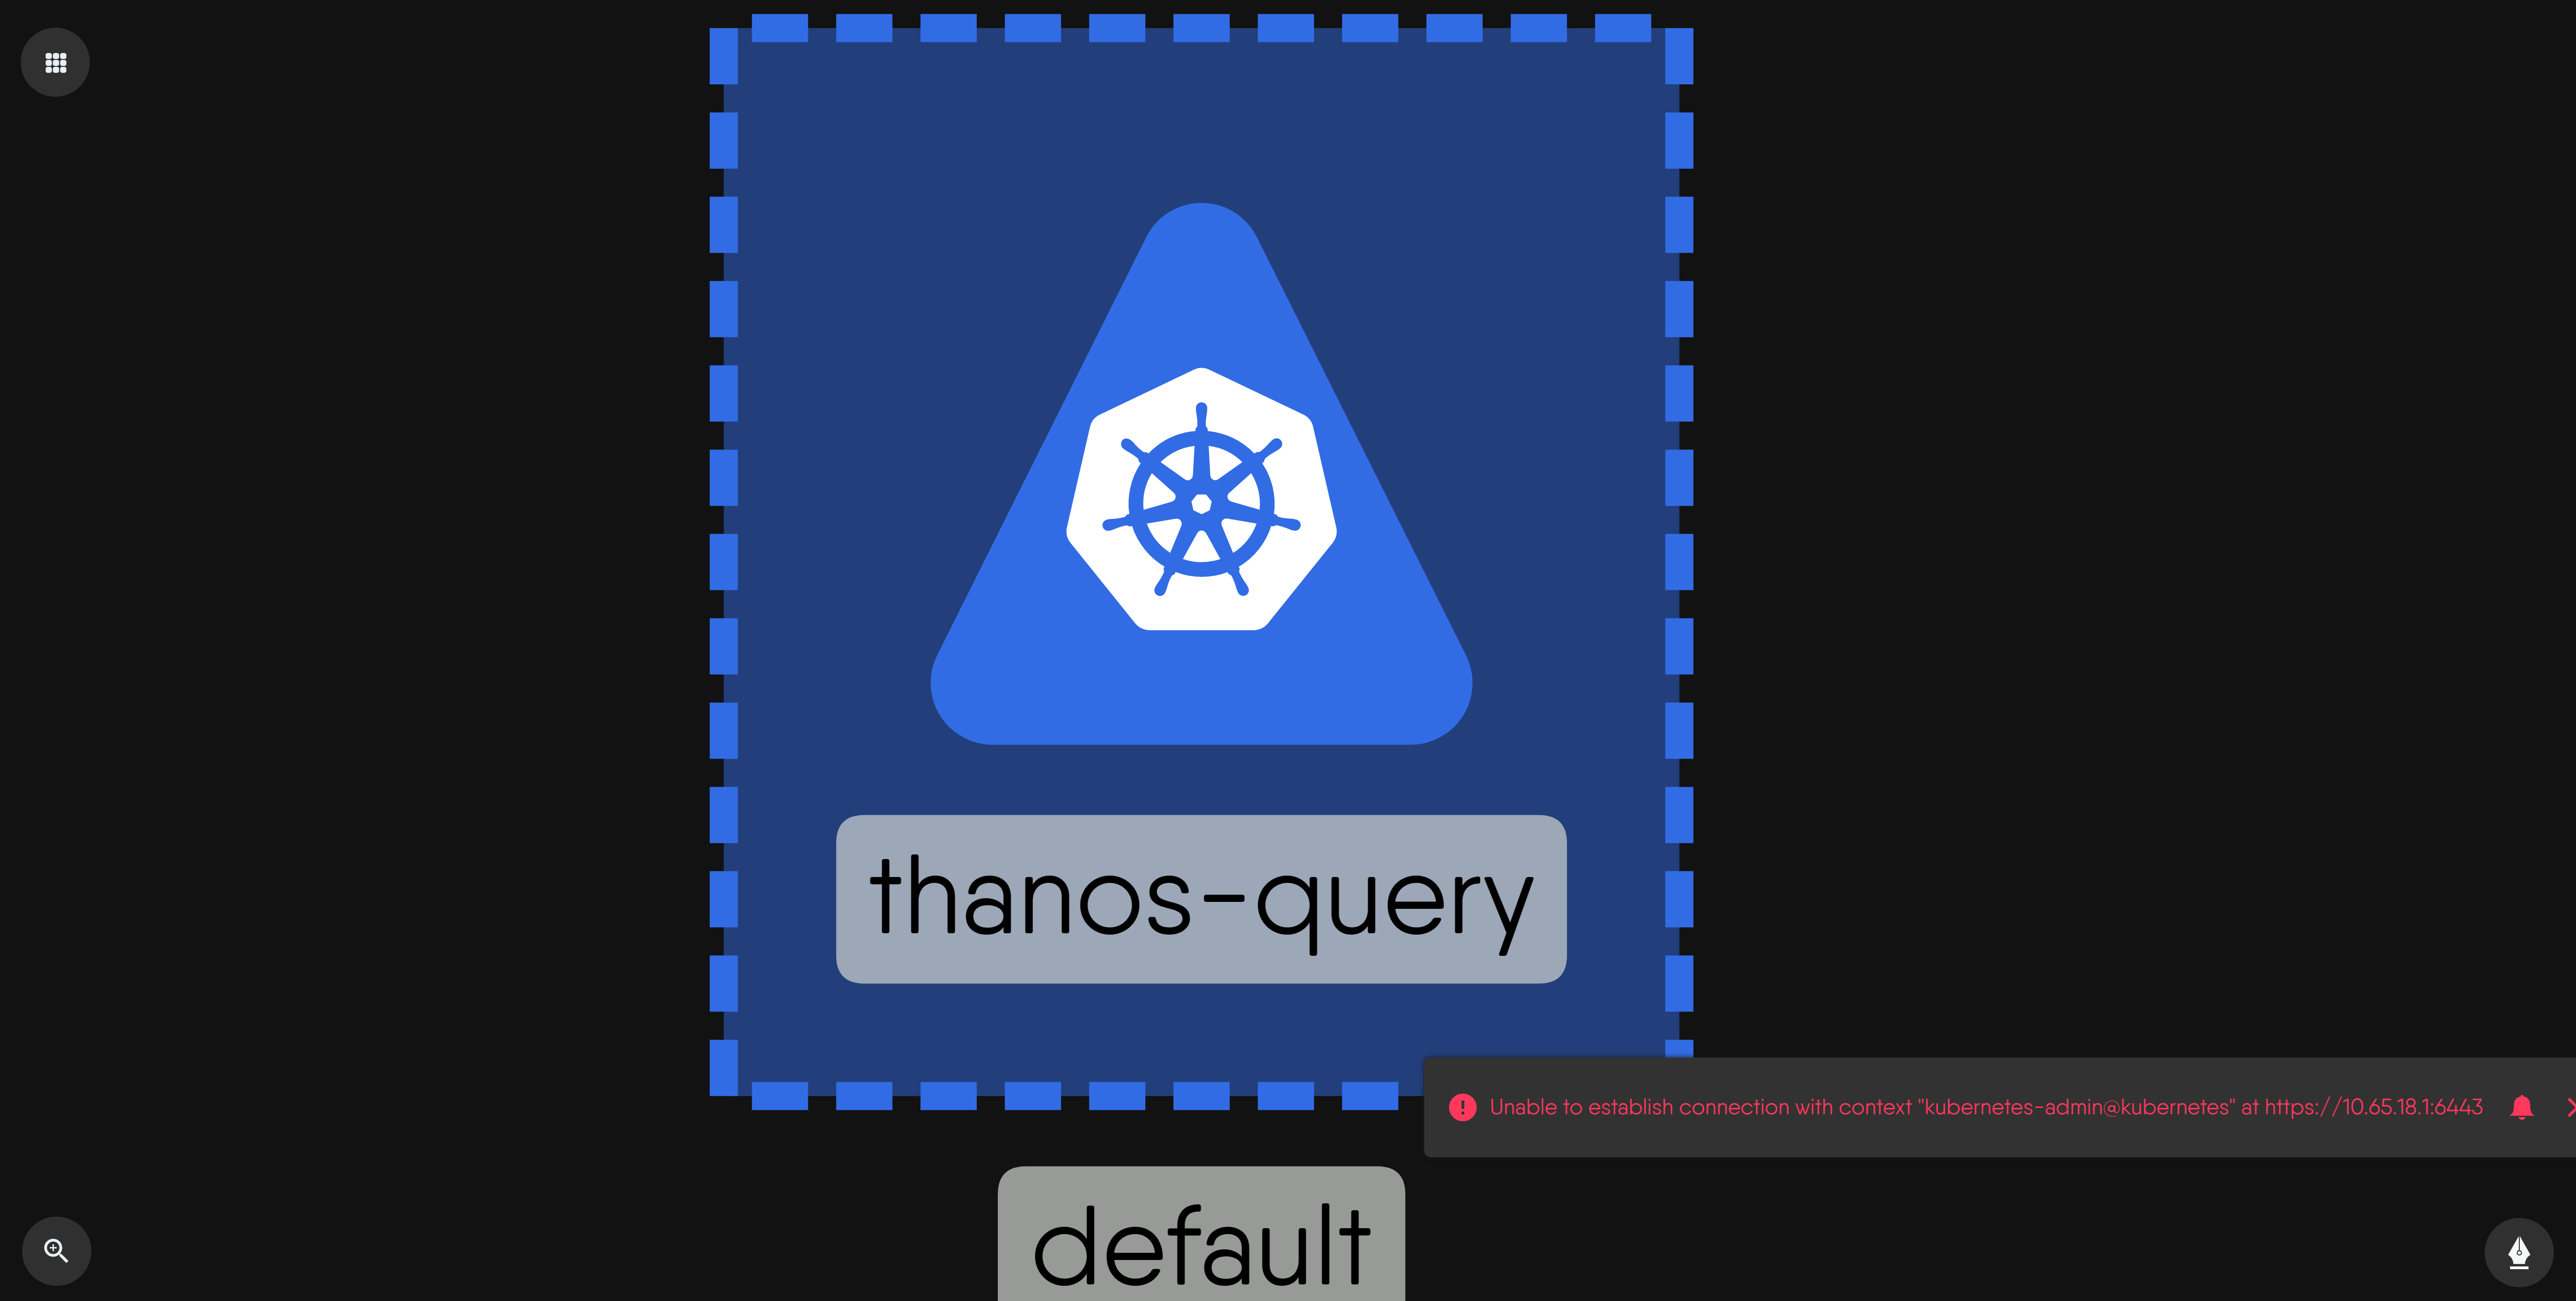 thanos-query
Unable to establish connection with context "kubernetes-admin@kubernetes" at https://10.65.18.1:6443
default